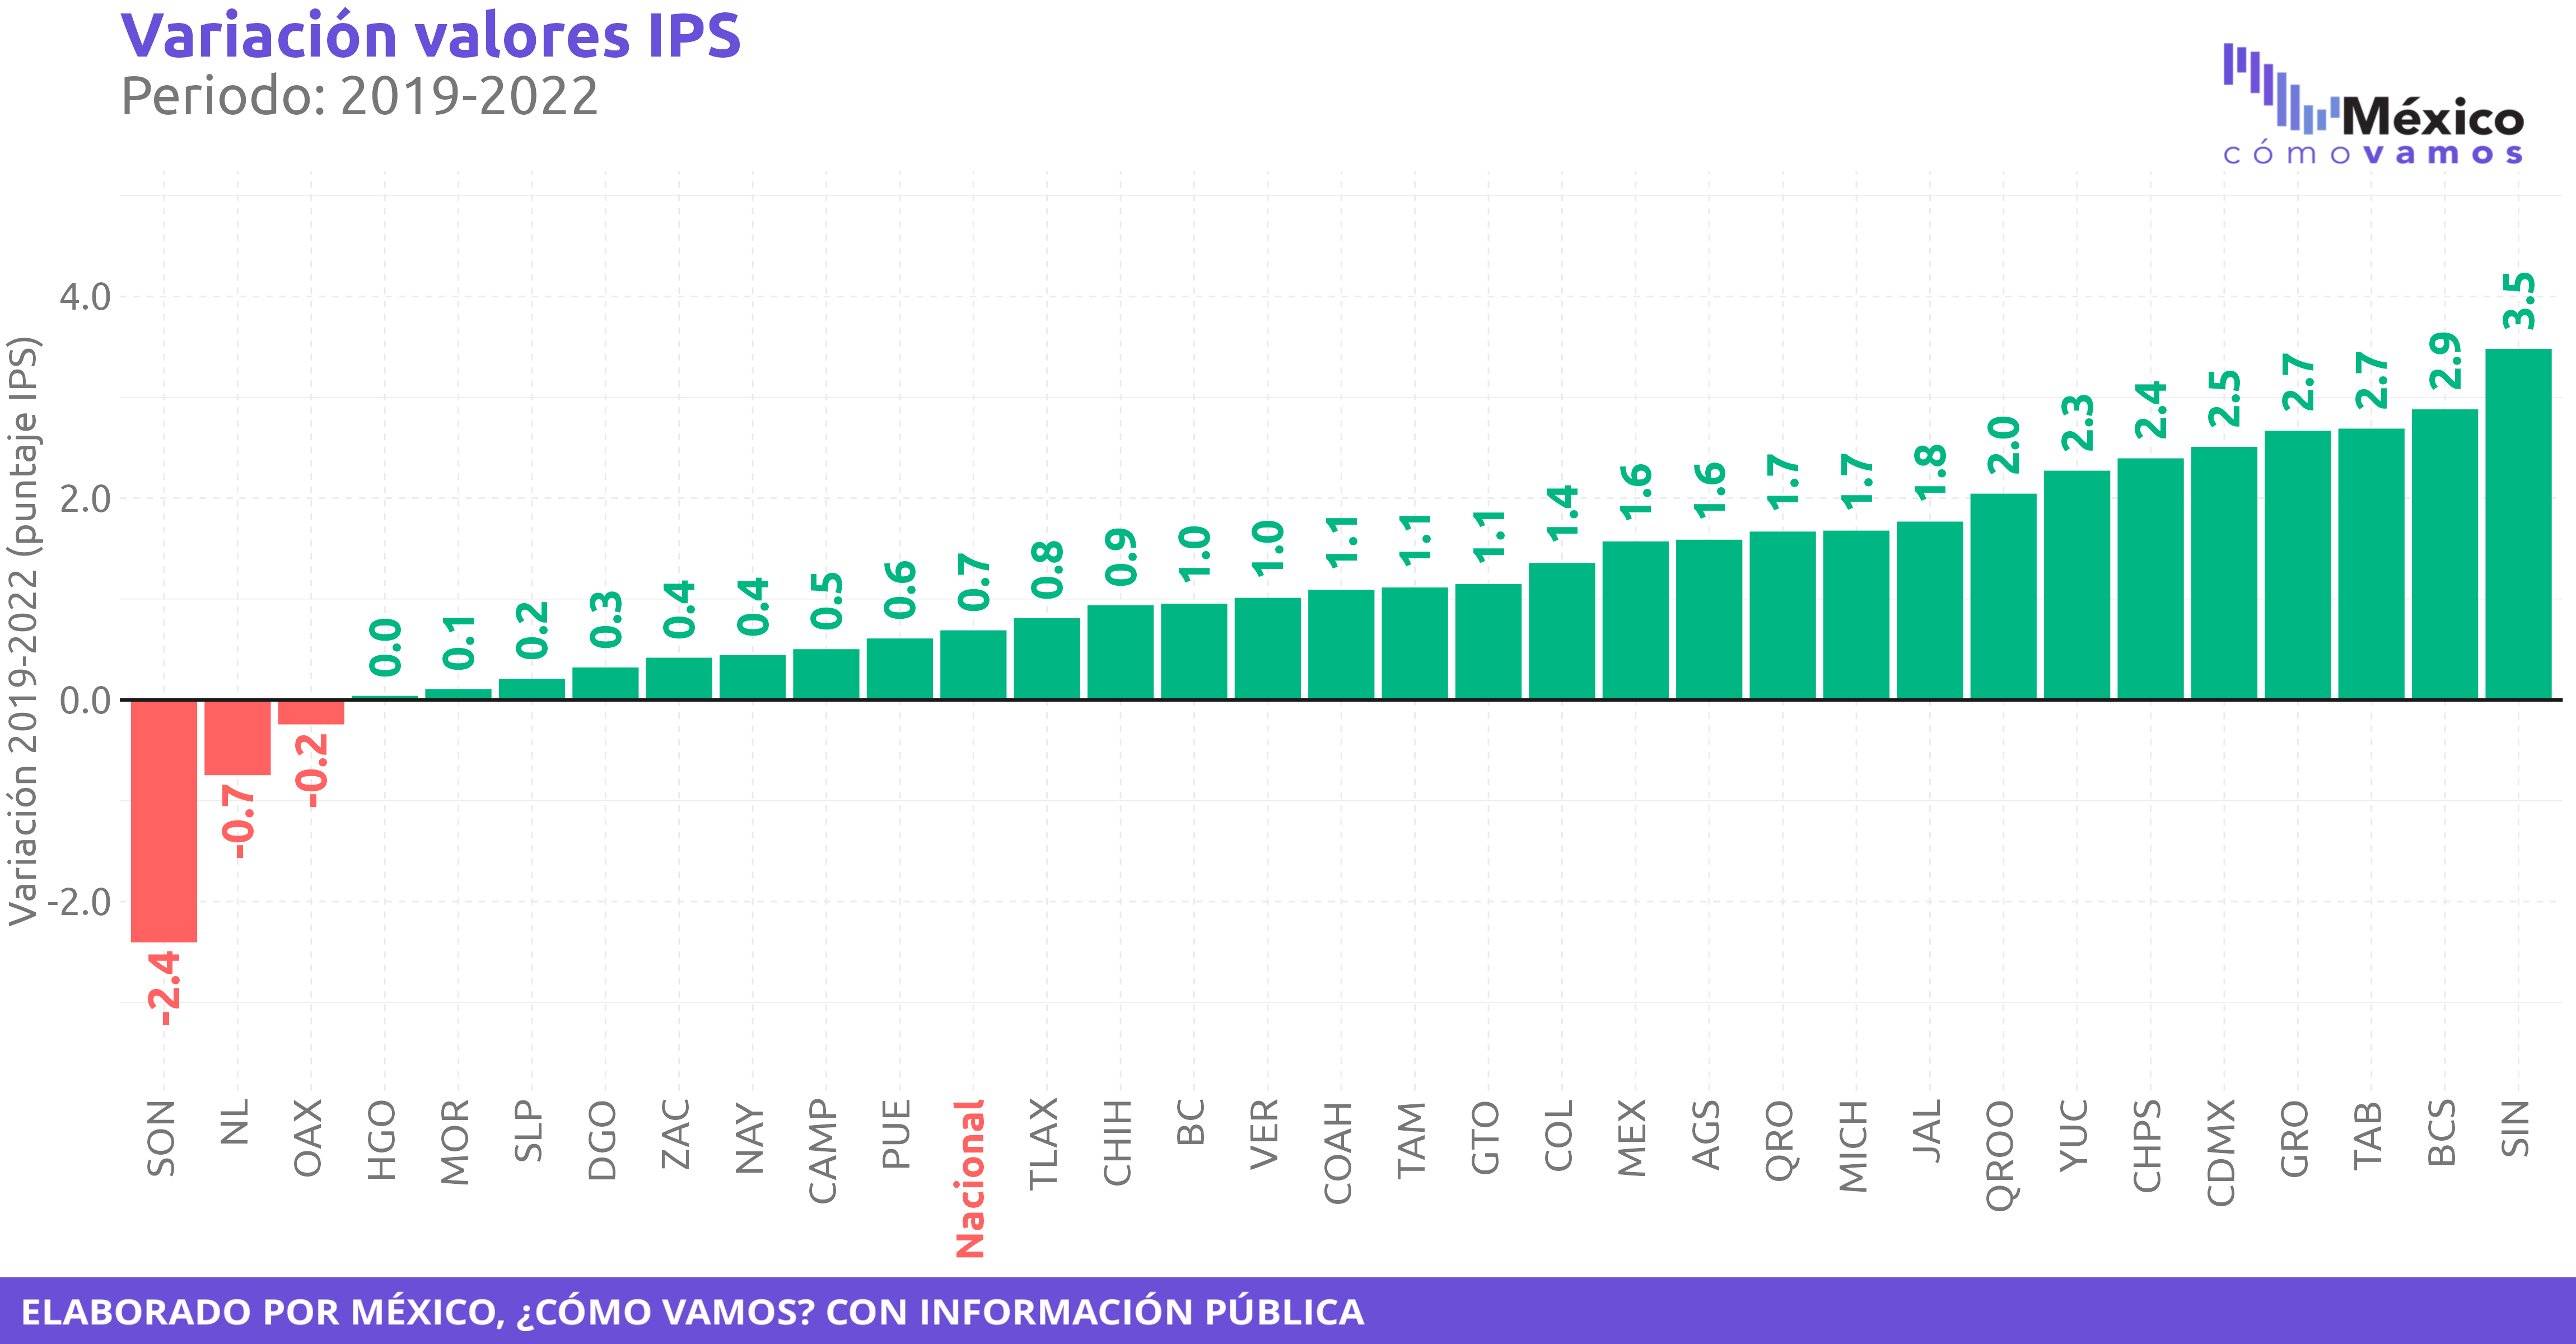 Variación valores IPS
Periodo: 2019-2022
México
cómo vamos
Variación 2019-2022 (puntaje IPS)
4.0
2.0
0.0
-2.0
-2.4
-0.7
-0.2
0.0
0.1
0.2
0.3
0.4
0.4
0.5
0.6
0.7
0.8
0.9
1.0
1.0
1.1
1.1
1.1
1.4
1.6
1.6
1.7
1.7
1.8
2.0
2.3
2.4
2.5
2.7
2.7
2.9
3.5
SON
NL
OAX
HGO
MOR
SLP
DGO
ZAC
NAY
CAMP
PUE
Nacional
TLAX
CHIH
BC
VER
COAH
TAM
GTO
COL
MEX
AGS
QRO
MICH
JAL
QROO
YUC
CHPS
CDMX
GRO
TAB
BCS
SIN
ELABORADO POR MÉXICO, ¿CÓMO VAMOS? CON INFORMACIÓN PÚBLICA